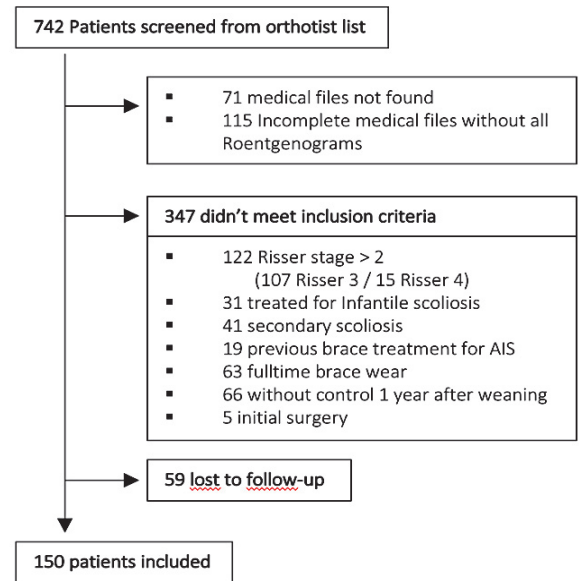 742 Patients screened from orthotist list
▪ 71 medical files not found
▪ 115 Incomplete medical files without all
Roentgenograms
347 didn't meet inclusion criteria
▪ 122 Risser stage > 2
(107 Risser 3 / 15 Risser 4)
▪ 31 treated for Infantile scoliosis
▪ 41 secondary scoliosis
▪ 19 previous brace treatment for AIS
▪ 63 fulltime brace wear
▪ 66 without control 1 year after weaning
▪ 5 initial surgery
59 lost to follow-up
150 patients included